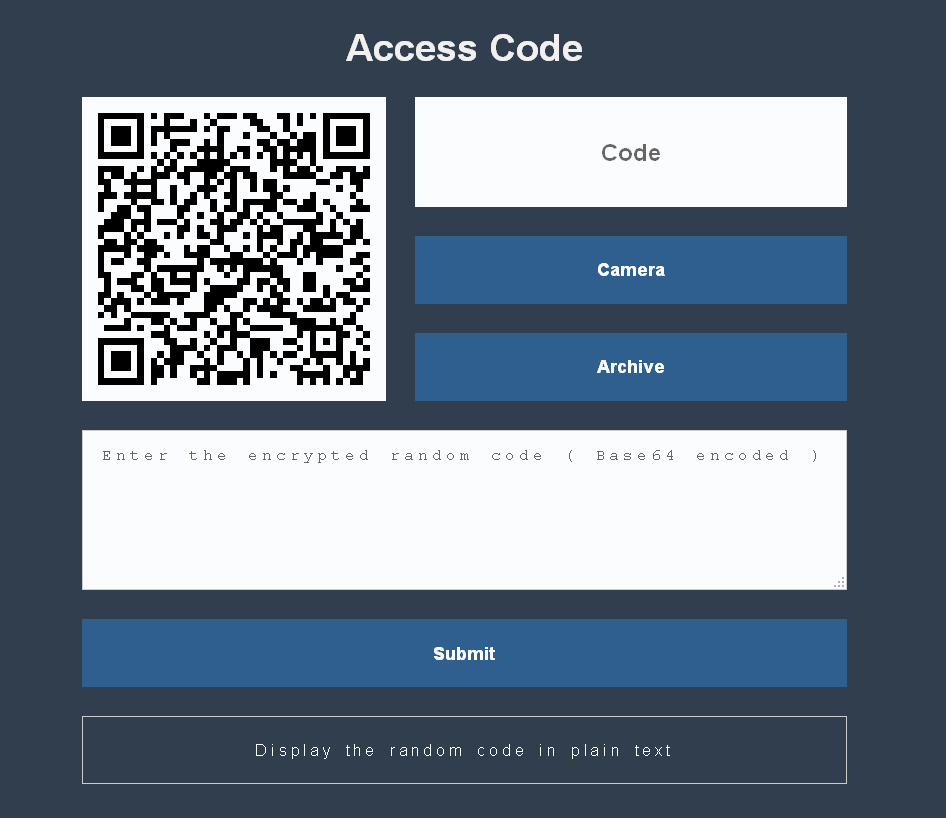 Access Code
Code
Camera
Archive
Enter the encrypted random code ( Base64 encoded )
Submit
Display the random code in plain text